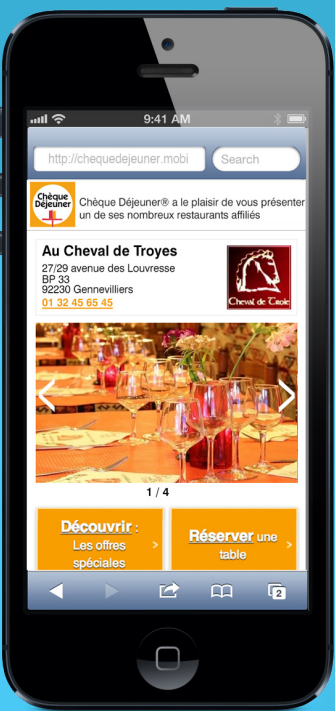 9:41 AM
http://chequedejeuner.mobi
Search
Chèque
Déjeuner
Chèque Déjeuner® a le plaisir de vous présenter
un de ses nombreux restaurants affiliés
Au Cheval de Troyes
27/29 avenue des Louvresse
BP 33
92230 Gennevilliers
01 32 45 65 45
Cheval de Troie
1 / 4
Découvrir :
Les offres
spéciales
>
Réserver une
table
>
2